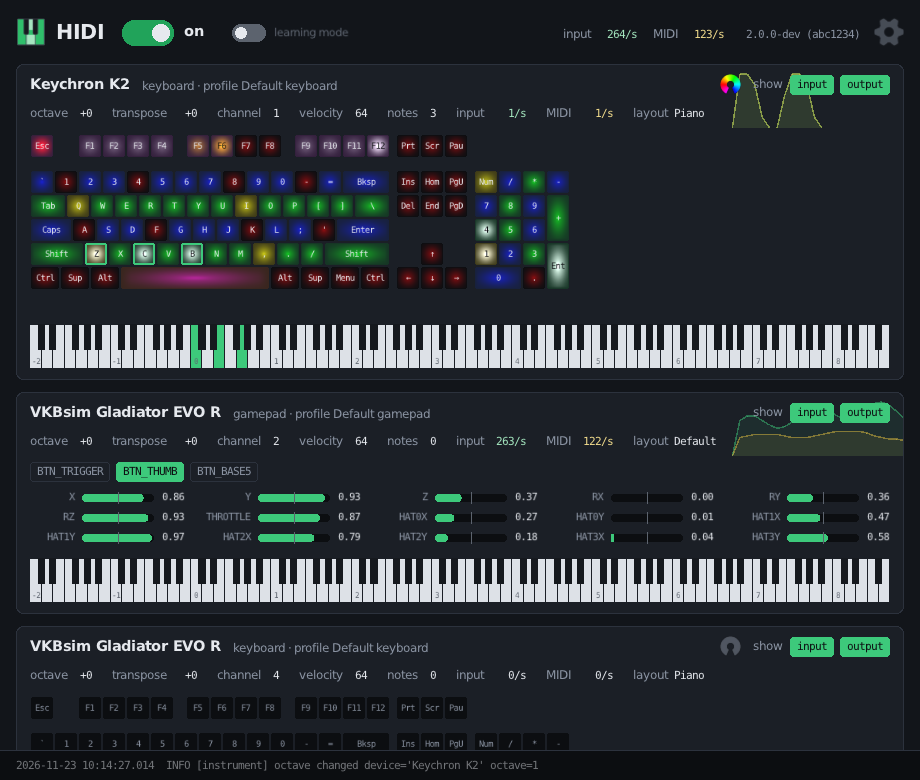 HIDI on learning mode input 264/s MIDI 123/s 2.0.0-dev (abc1234)
Keychron K2 keyboard · profile Default keyboard show input output
octave +0 transpose +0 channel 1 velocity 64 notes 3 input 1/s MIDI 1/s layout Piano
Esc F1 F2 F3 F4 F5 F6 F7 F8 F9 F10 F11 F12 Prt Scr Pau
` 1 2 3 4 5 6 7 8 9 0 - = Bksp Ins Hom PgU Num / * -
Tab Q W E R T Y U I O P [ ] \ Del End PgD 7 8 9 +
Caps A S D F G H J K L ; ' Enter 4 5 6
Shift Z X C V B N M , . / Shift ↑ 1 2 3 Ent
Ctrl Sup Alt Alt Sup Menu Ctrl ← ↓ → 0 .
-2 -1 0 1 2 3 4 5 6 7 8
VKBsim Gladiator EVO R gamepad · profile Default gamepad show input output
octave +0 transpose +0 channel 2 velocity 64 notes 0 input 263/s MIDI 122/s layout Default
BTN_TRIGGER BTN_THUMB BTN_BASE5
X 0.86 Y 0.93 Z 0.37 RX 0.00 RY 0.36
RZ 0.93 THROTTLE 0.87 HAT0X 0.27 HAT0Y 0.01 HAT1X 0.47
HAT1Y 0.97 HAT2X 0.79 HAT2Y 0.18 HAT3X 0.04 HAT3Y 0.58
-2 -1 0 1 2 3 4 5 6 7 8
VKBsim Gladiator EVO R keyboard · profile Default keyboard show input output
octave +0 transpose +0 channel 4 velocity 64 notes 0 input 0/s MIDI 0/s layout Piano
Esc F1 F2 F3 F4 F5 F6 F7 F8 F9 F10 F11 F12 Prt Scr Pau
` 1 2 3 4 5 6 7 8 9 0 - = Bksp Ins Hom PgU Num / * -
2026-11-23 10:14:27.014 INFO [instrument] octave changed device='Keychron K2' octave=1